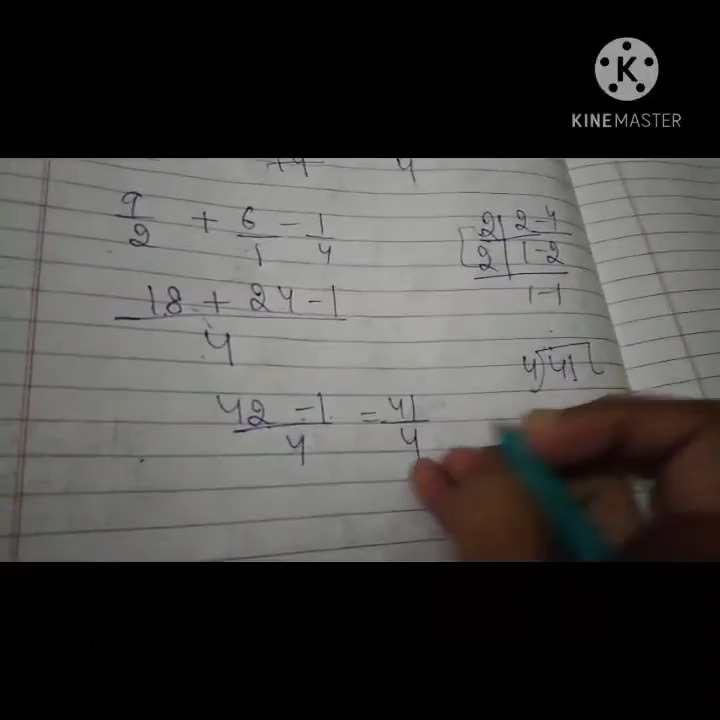 K
KINEMASTER
9/2 + 6/1 - 1/4
2 | 2-4
2 | 1-2
1-1
18 + 24 - 1
4
4)41(
42 - 1 / 4 = 41/4